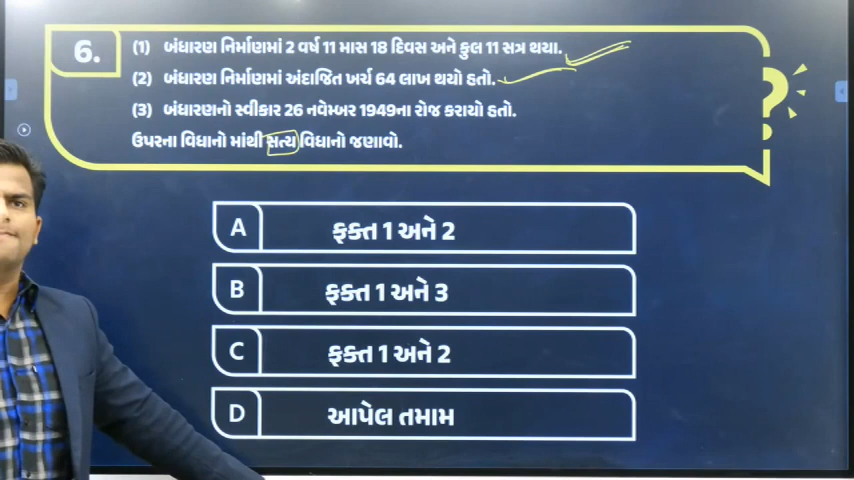 6.
(1) બંધારણ નિર્માણમાં 2 વર્ષ 11 માસ 18 દિવસ અને કુલ 11 સત્ર થયા.
(2) બંધારણ નિર્માણમાં અંદાજિત ખર્ચ 64 લાખ થયો હતો.
(3) બંધારણનો સ્વીકાર 26 નવેમ્બર 1949ના રોજ કરાયો હતો.
ઉપરના વિધાનો માંથી સત્ય વિધાનો જણાવો.
?
A ફક્ત 1 અને 2
B ફક્ત 1 અને 3
C ફક્ત 1 અને 2
D આપેલ તમામ